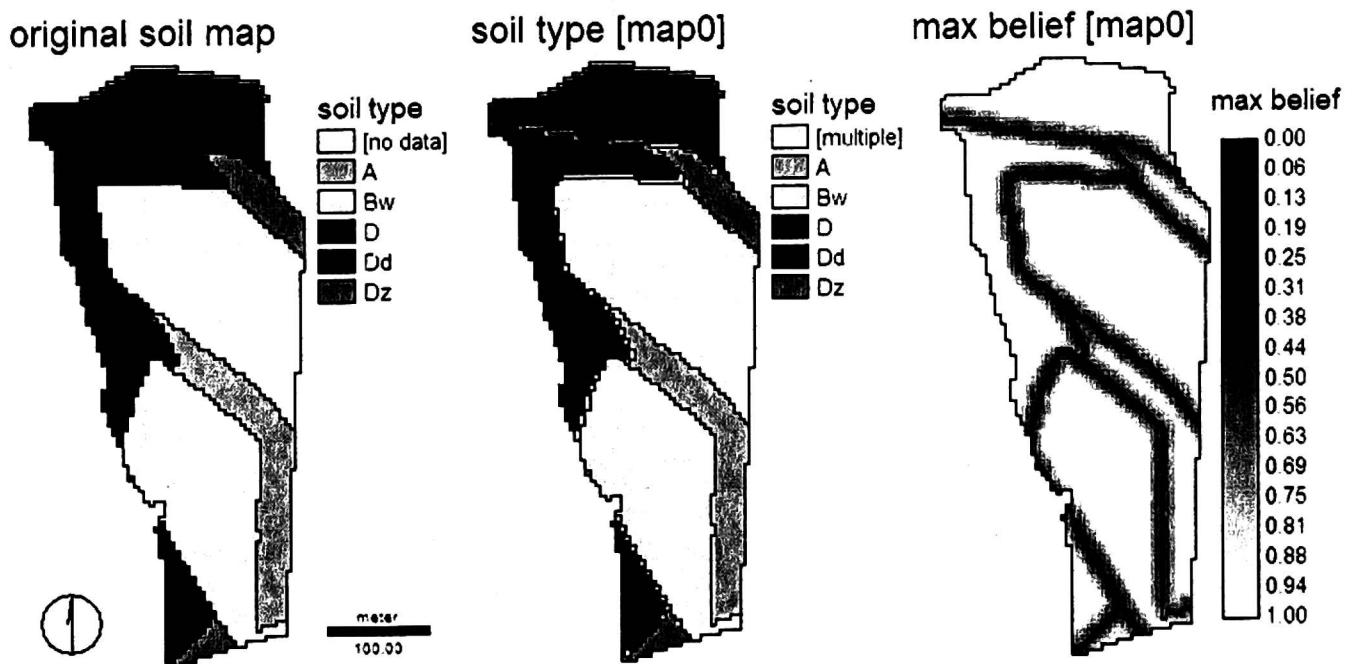 original soil map
soil type [map0]
max belief [map0]
soil type
[no data]
A
Bw
D
Dd
Dz
soil type
[multiple]
A
Bw
D
Dd
Dz
max belief
0.00
0.06
0.13
0.19
0.25
0.31
0.38
0.44
0.50
0.56
0.63
0.69
0.75
0.81
0.88
0.94
1.00
meter
100.00